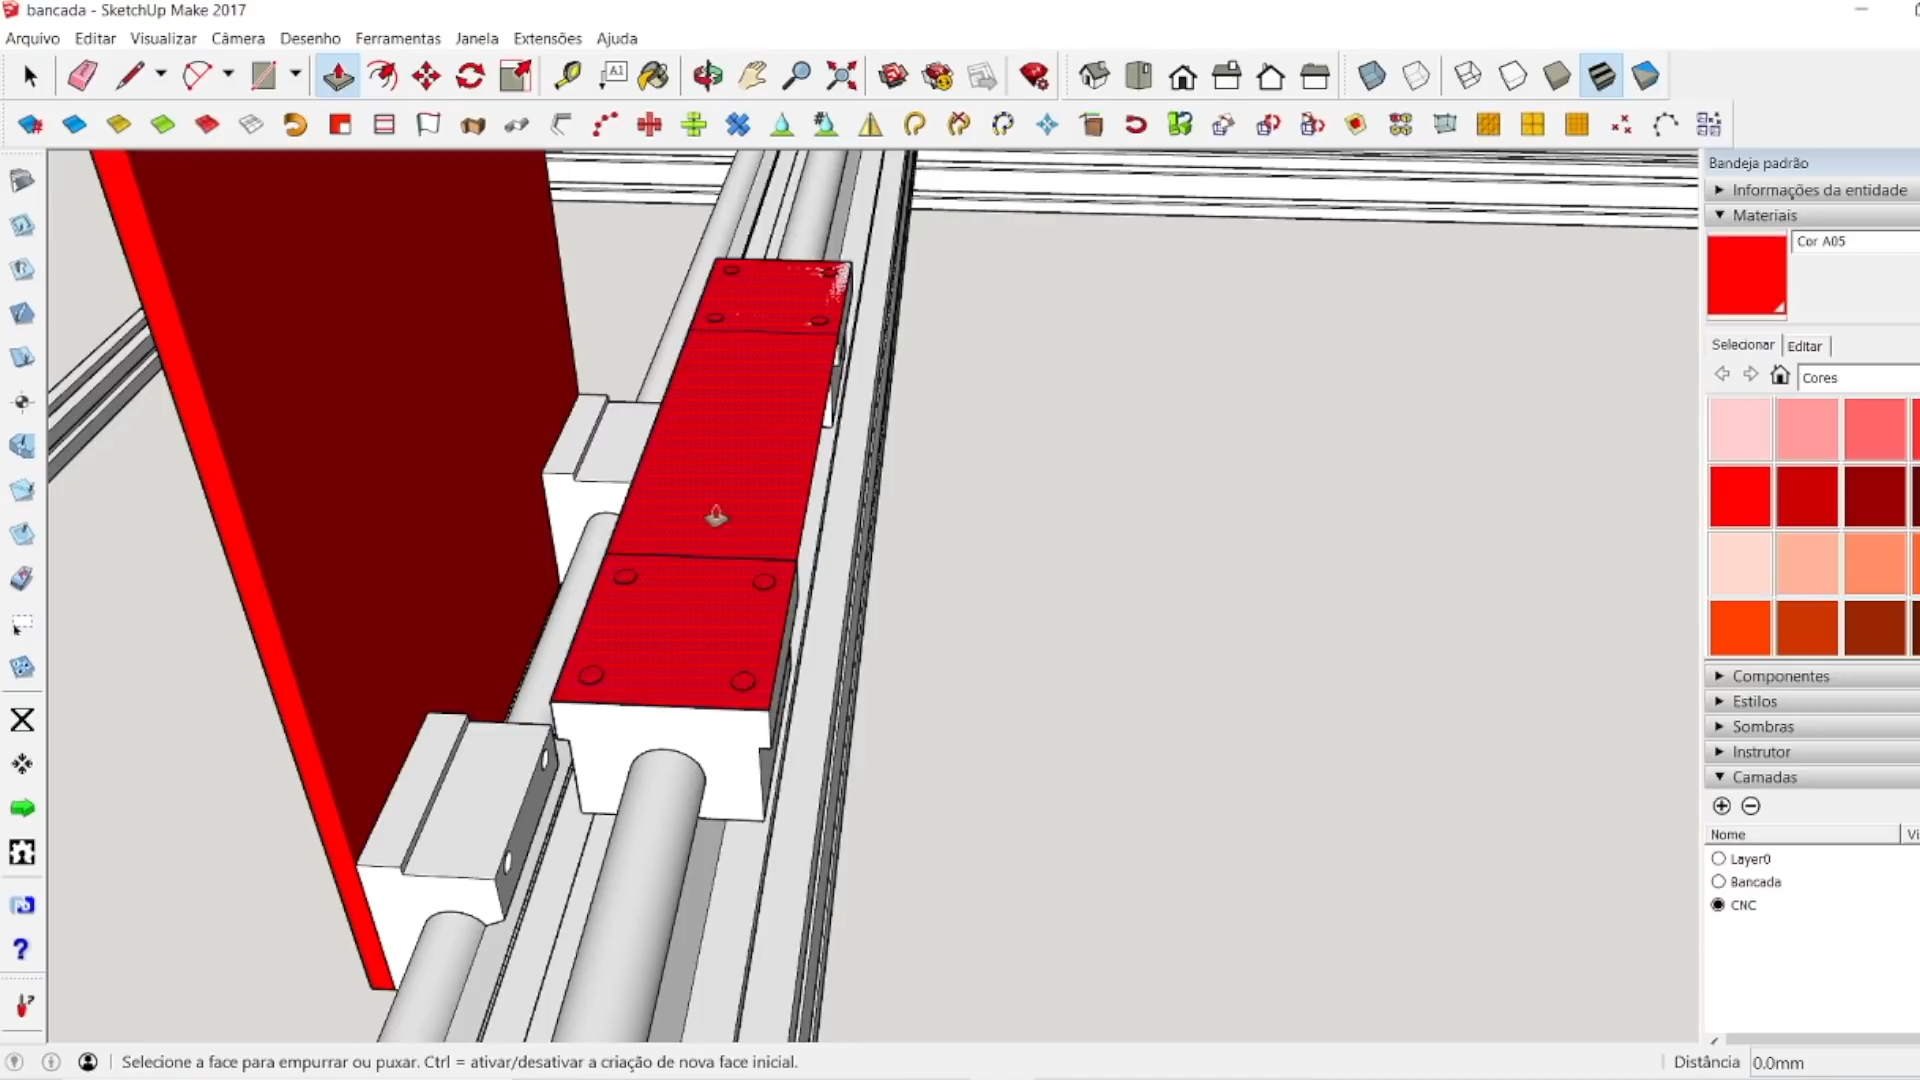 bancada - SketchUp Make 2017
Arquivo Editar Visualizar Câmera Desenho Ferramentas Janela Extensões Ajuda
A1
Bandeja padrão
Informações da entidade
Materiais
Cor A05
Selecionar Editar
Cores
Componentes
Estilos
Sombras
Instrutor
Camadas
Nome Vi
Layer0
Bancada
CNC
?
Selecione a face para empurrar ou puxar. Ctrl = ativar/desativar a criação de nova face inicial.
Distância 0.0mm